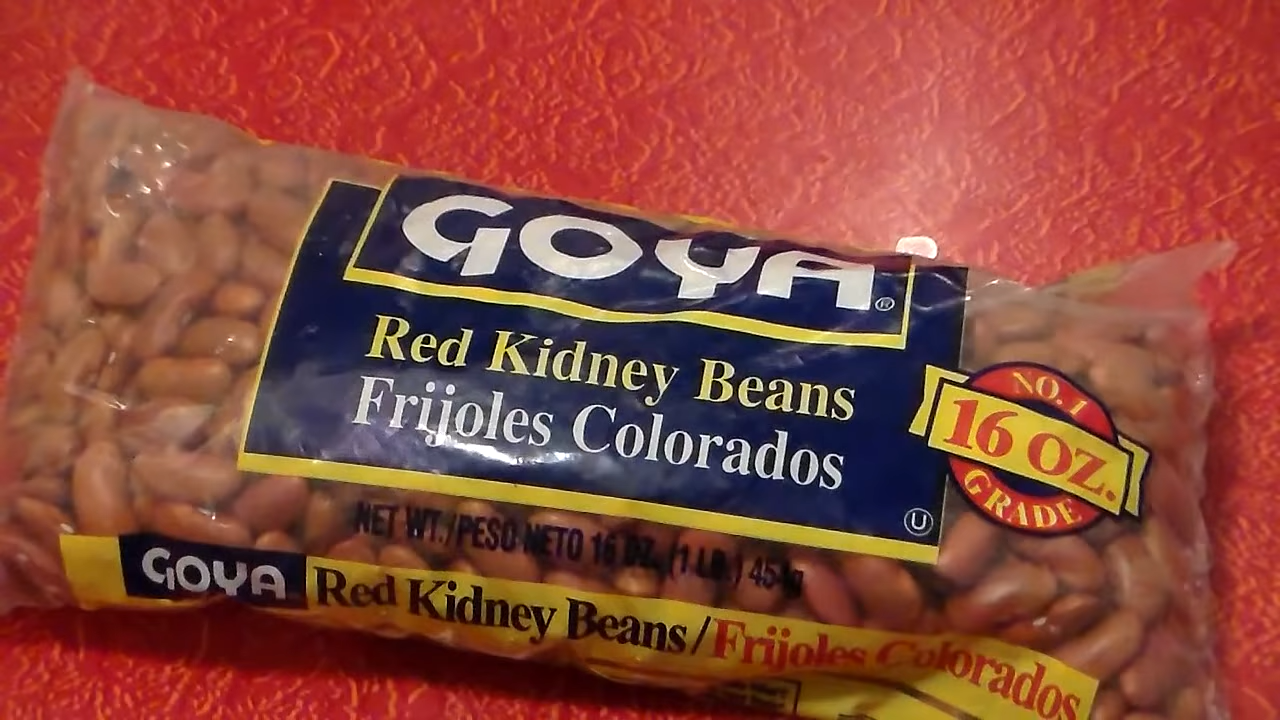 GOYA®
Red Kidney Beans
Frijoles Colorados
U
NO. 1
16 OZ.
GRADE
NET WT./PESO NETO 16 OZ. (1 LB.) 454g
GOYA Red Kidney Beans/Frijoles Colorados